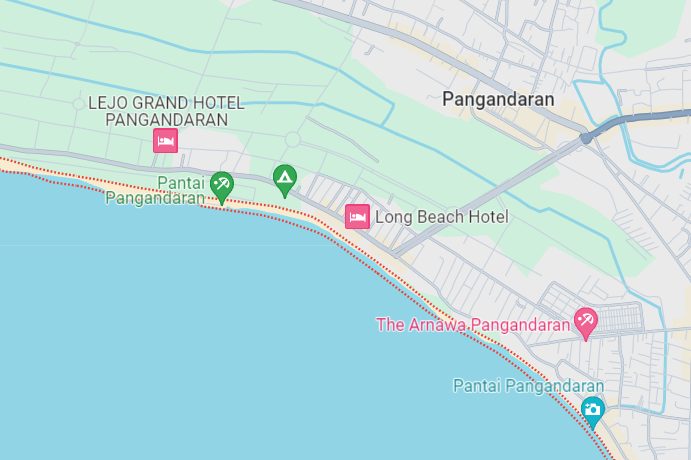 Pangandaran
LEJO GRAND HOTEL
PANGANDARAN
Pantai
Pangandaran
Long Beach Hotel
The Arnawa Pangandaran
Pantai Pangandaran